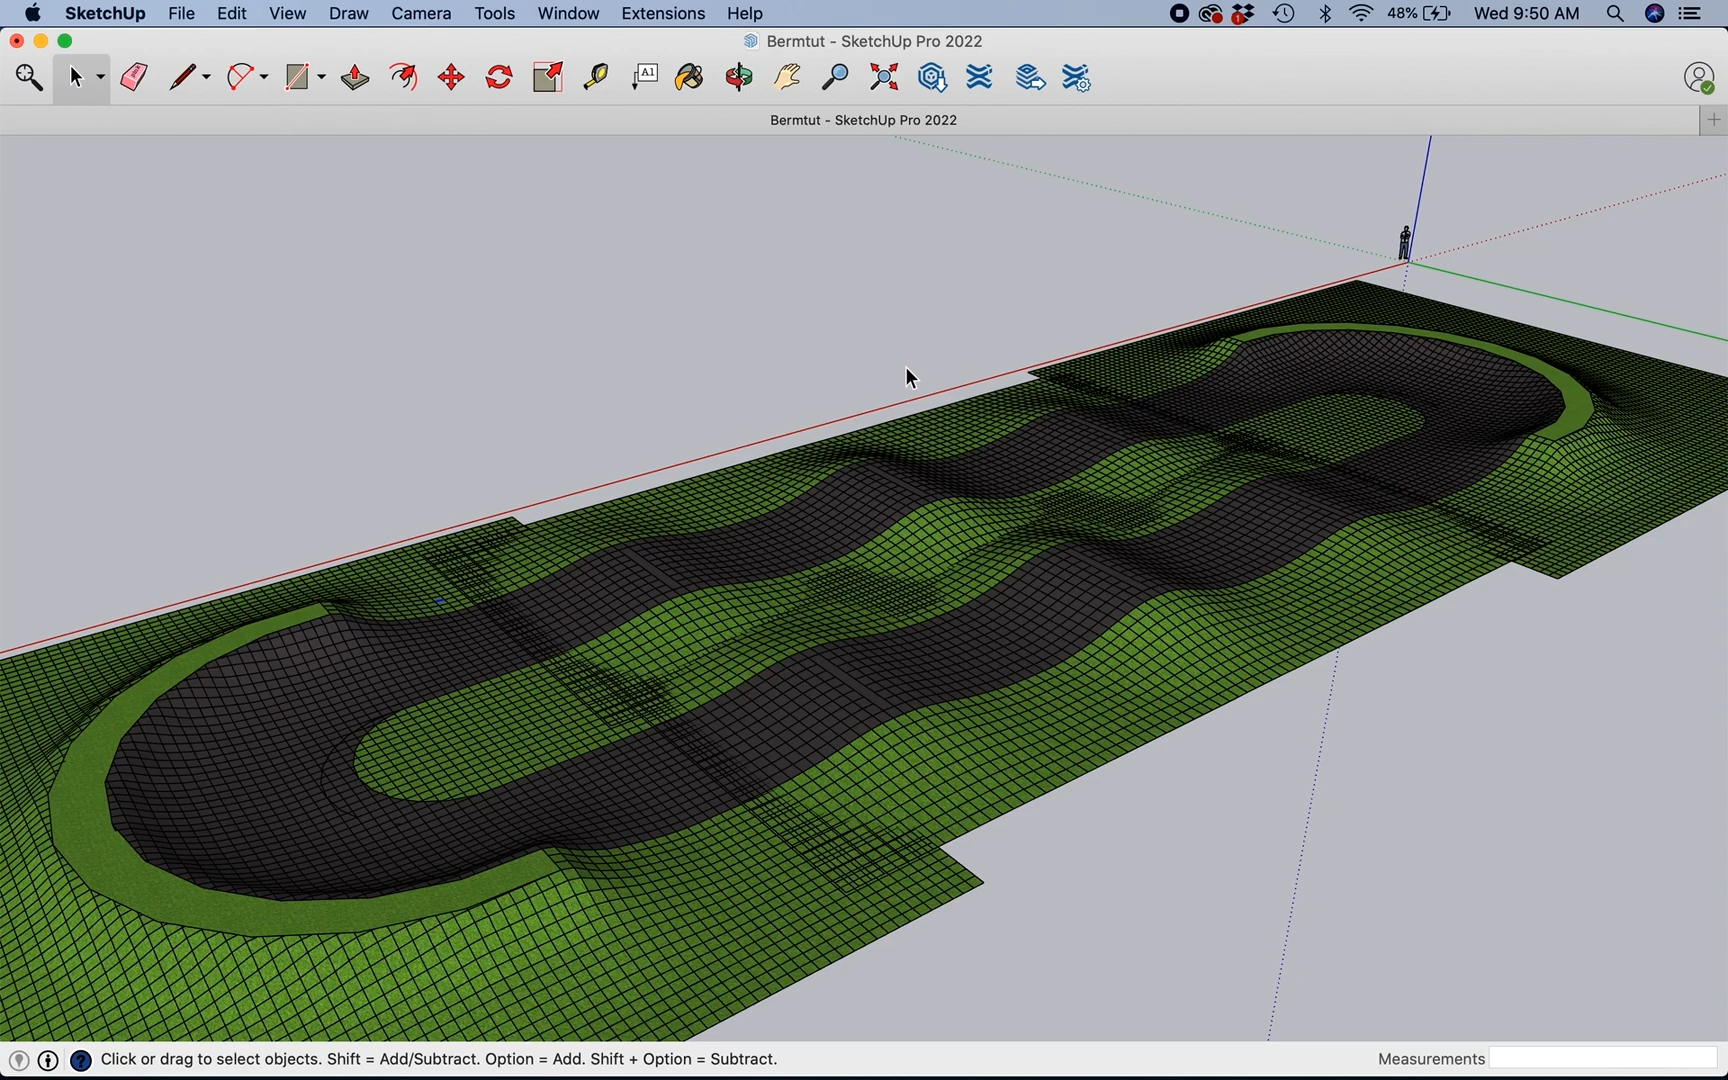 SketchUp File Edit View Draw Camera Tools Window Extensions Help 1 48% Wed 9:50 AM
Bermtut - SketchUp Pro 2022
A1
Bermtut - SketchUp Pro 2022
Click or drag to select objects. Shift = Add/Subtract. Option = Add. Shift + Option = Subtract. Measurements